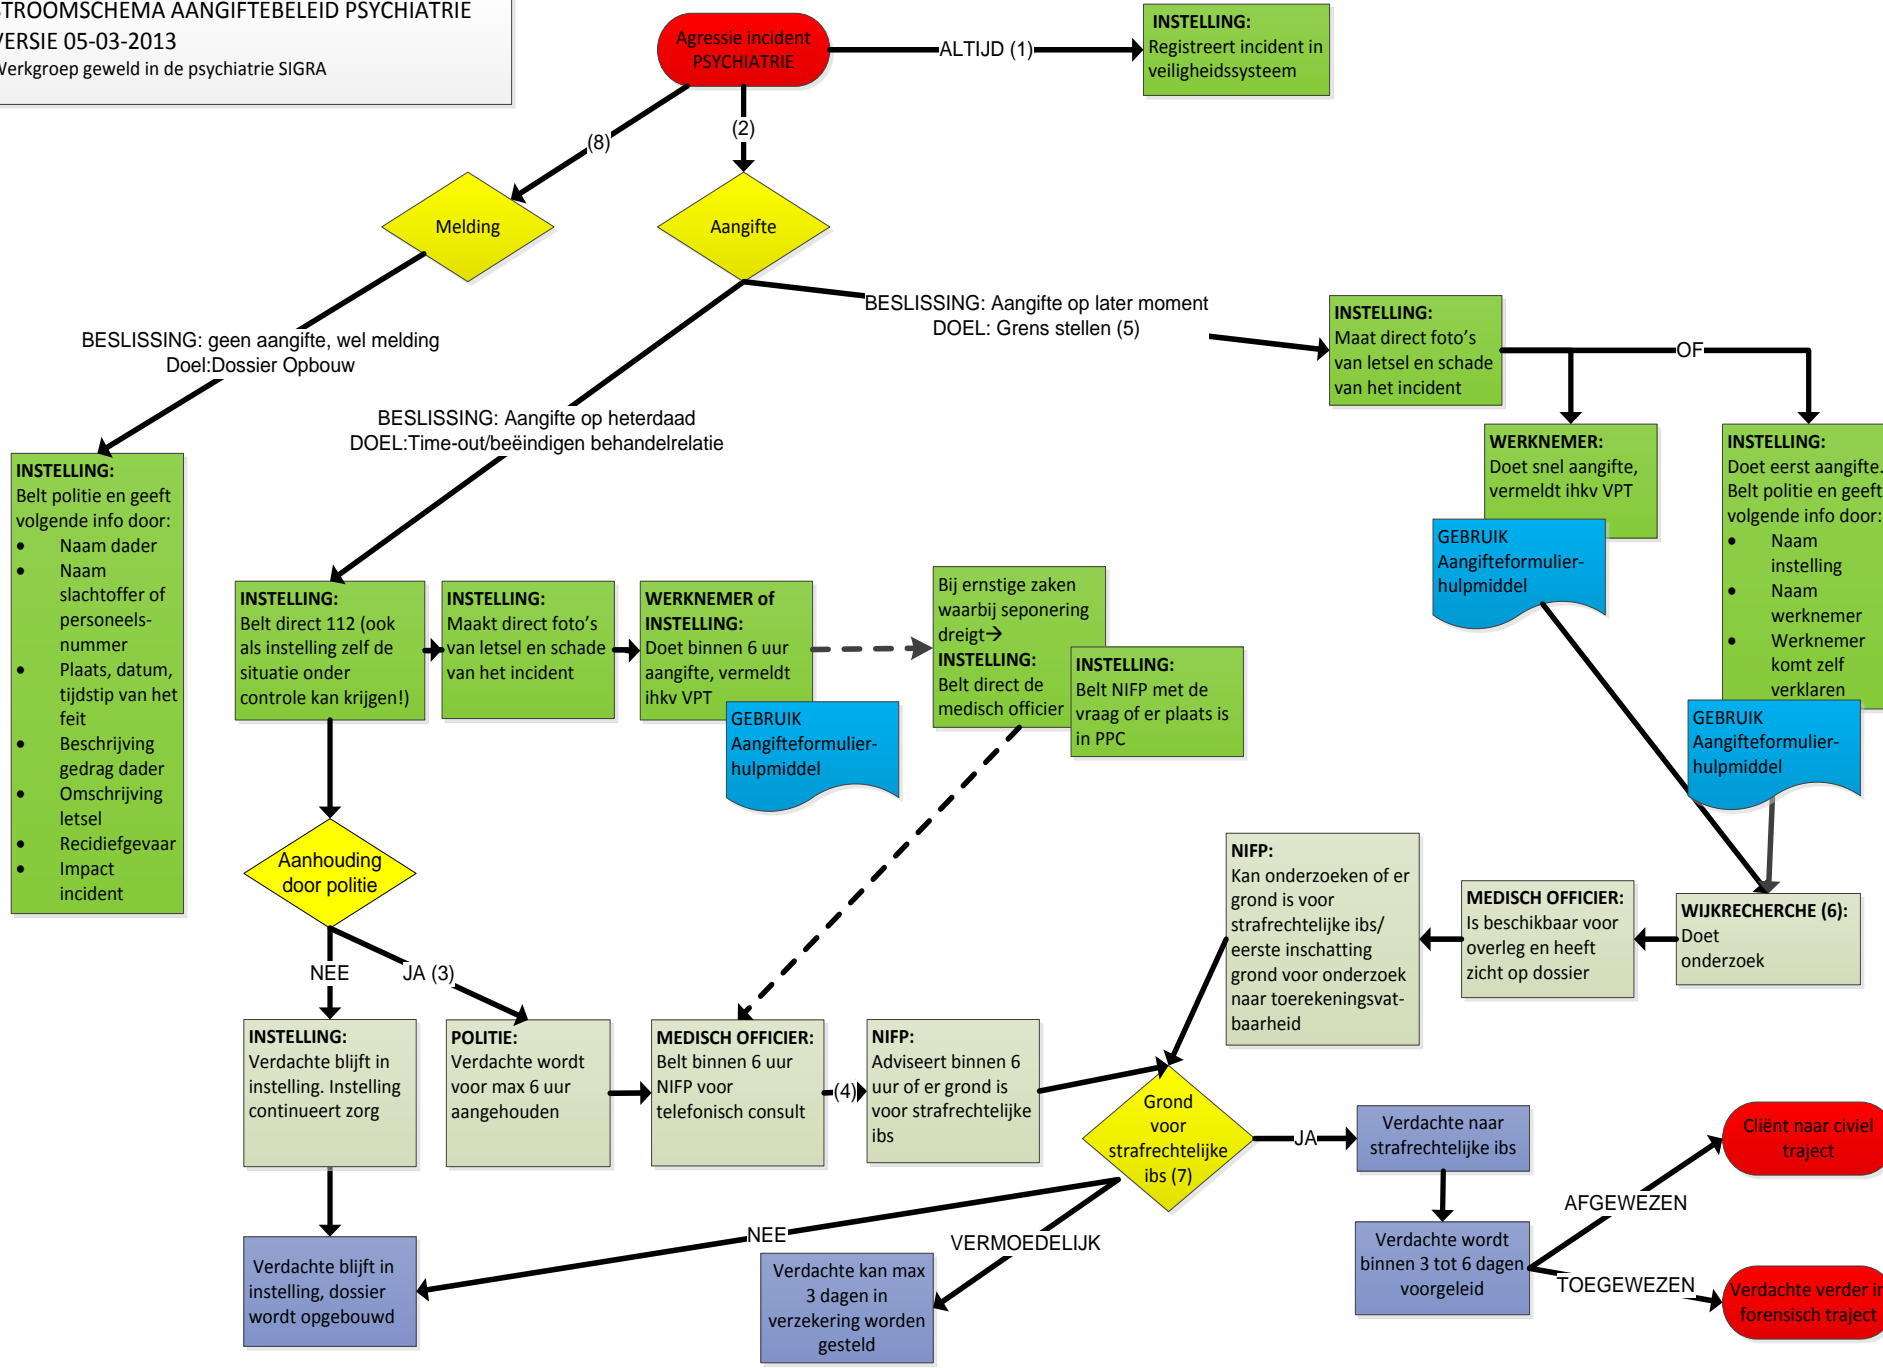 STROOMSCHEMA AANGIFTEBELEID PSYCHIATRIE
VERSIE 05-03-2013
Werkgroep geweld in de psychiatrie SIGRA
Agressie incident
PSYCHIATRIE
ALTIJD (1)
INSTELLING:
Registreert incident in
veiligheidssysteem
(8)
(2)
Melding
Aangifte
BESLISSING: geen aangifte, wel melding
Doel:Dossier Opbouw
BESLISSING: Aangifte op heterdaad
DOEL:Time-out/beëindigen behandelrelatie
BESLISSING: Aangifte op later moment
DOEL: Grens stellen (5)
INSTELLING:
Maat direct foto's
van letsel en schade
van het incident
OF
WERKNEMER:
Doet snel aangifte,
vermeldt ihkv VPT
GEBRUIK
Aangifteformulier-
hulpmiddel
INSTELLING:
Doet eerst aangifte.
Belt politie en geeft
volgende info door:
• Naam
instelling
• Naam
werknemer
• Werknemer
komt zelf
verklaren
GEBRUIK
Aangifteformulier-
hulpmiddel
INSTELLING:
Belt politie en geeft
volgende info door:
• Naam dader
• Naam
slachtoffer of
personeels-
nummer
• Plaats, datum,
tijdstip van het
feit
• Beschrijving
gedrag dader
• Omschrijving
letsel
• Recidiefgevaar
• Impact
incident
INSTELLING:
Belt direct 112 (ook
als instelling zelf de
situatie onder
controle kan krijgen!)
INSTELLING:
Maakt direct foto's
van letsel en schade
van het incident
WERKNEMER of
INSTELLING:
Doet binnen 6 uur
aangifte, vermeldt
ihkv VPT
GEBRUIK
Aangifteformulier-
hulpmiddel
Bij ernstige zaken
waarbij seponering
dreigt→
INSTELLING:
Belt direct de
medisch officier
INSTELLING:
Belt NIFP met de
vraag of er plaats is
in PPC
Aanhouding
door politie
NEE
JA (3)
NIFP:
Kan onderzoeken of er
grond is voor
strafrechtelijke ibs/
eerste inschatting
grond voor onderzoek
naar toerekeningsvat-
baarheid
MEDISCH OFFICIER:
Is beschikbaar voor
overleg en heeft
zicht op dossier
WIJKRECHERCHE (6):
Doet
onderzoek
INSTELLING:
Verdachte blijft in
instelling. Instelling
continueert zorg
POLITIE:
Verdachte wordt
voor max 6 uur
aangehouden
MEDISCH OFFICIER:
Belt binnen 6 uur
NIFP voor
telefonisch consult
(4)
NIFP:
Adviseert binnen 6
uur of er grond is
voor strafrechtelijke
ibs
Grond
voor
strafrechtelijke
ibs (7)
JA
Verdachte naar
strafrechtelijke ibs
Cliënt naar civiel
traject
AFGEWEZEN
NEE
VERMOEDELIJK
Verdachte blijft in
instelling, dossier
wordt opgebouwd
Verdachte kan max
3 dagen in
verzekering worden
gesteld
Verdachte wordt
binnen 3 tot 6 dagen
voorgeleid
TOEGEWEZEN
Verdachte verder in
forensisch traject